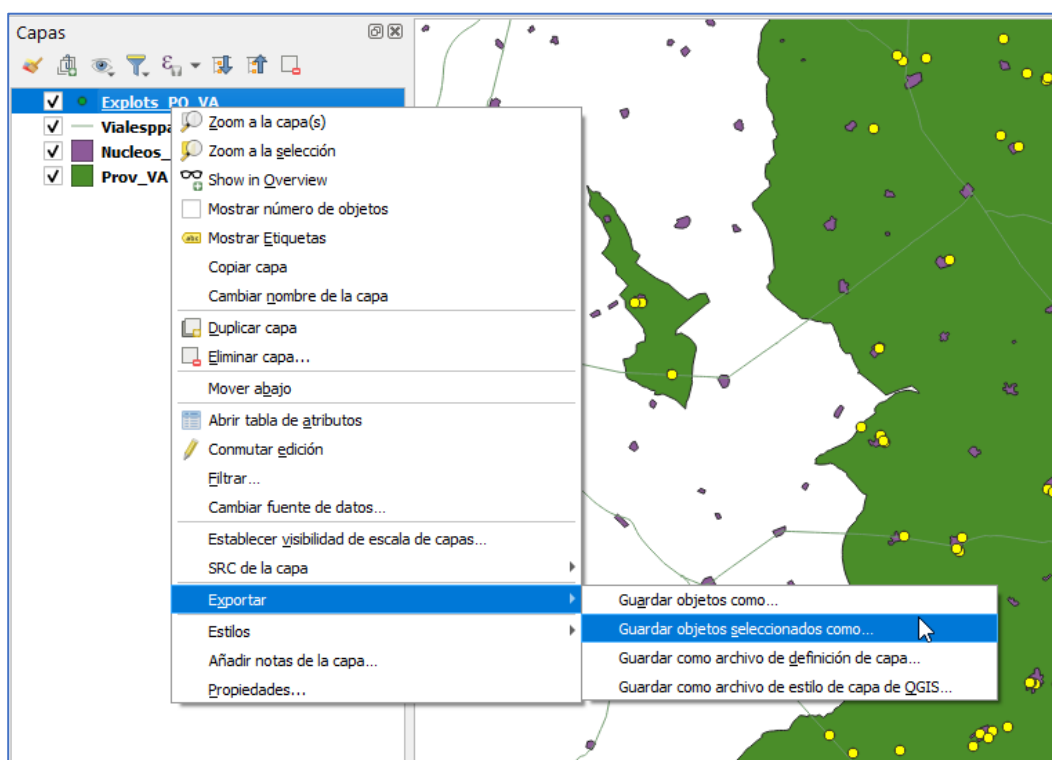 Capas
Explots_PO_VA
Vialesppa
Nucleos_
Prov_VA
Zoom a la capa(s)
Zoom a la selección
Show in Overview
Mostrar número de objetos
abc Mostrar Etiquetas
Copiar capa
Cambiar nombre de la capa
Duplicar capa
Eliminar capa...
Mover abajo
Abrir tabla de atributos
Conmutar edición
Filtrar...
Cambiar fuente de datos...
Establecer visibilidad de escala de capas...
SRC de la capa
Exportar
Estilos
Añadir notas de la capa...
Propiedades...
Guardar objetos como...
Guardar objetos seleccionados como...
Guardar como archivo de definición de capa...
Guardar como archivo de estilo de capa de QGIS...